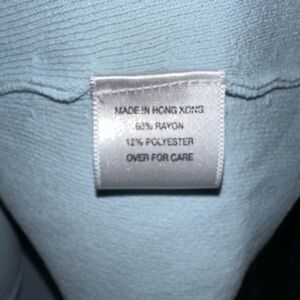 MADE IN HONG KONG
88% RAYON
12% POLYESTER
OVER FOR CARE